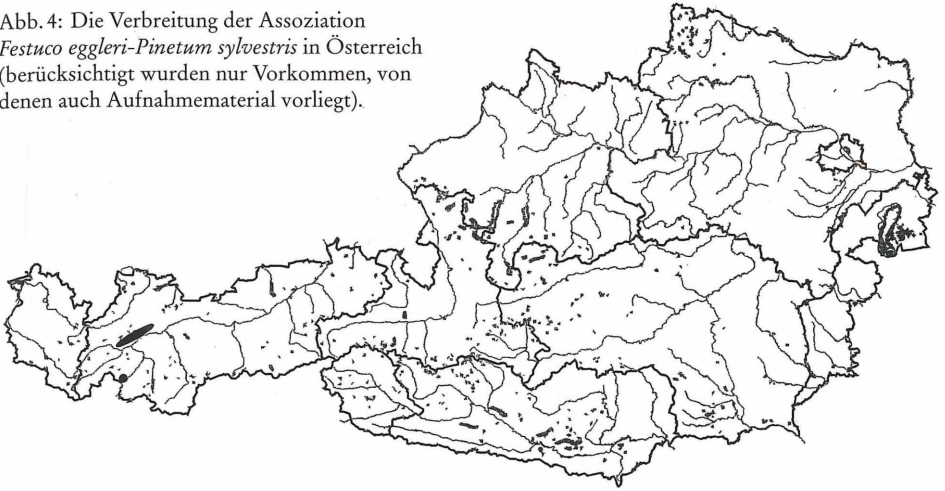 Abb. 4: Die Verbreitung der Assoziation
Festuco eggleri-Pinetum sylvestris in Österreich
(berücksichtigt wurden nur Vorkommen, von
denen auch Aufnahmematerial vorliegt).